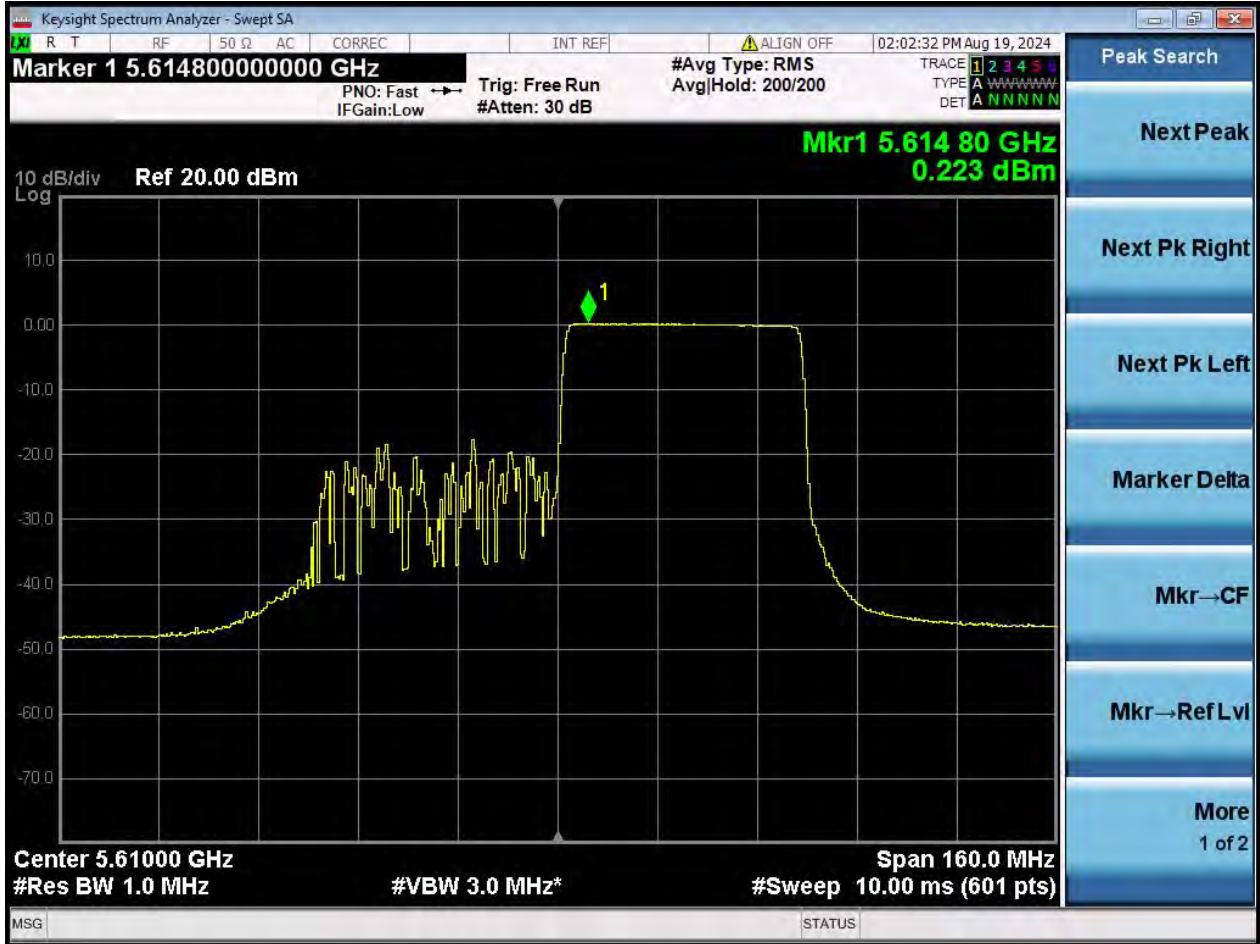 Keysight Spectrum Analyzer - Swept SA
LXI R T RF 50 Ω AC CORREC INT REF ALIGN OFF 02:02:32 PM Aug 19, 2024
Marker 1 5.614800000000 GHz
PNO: Fast
IFGain:Low
Trig: Free Run
#Atten: 30 dB
#Avg Type: RMS
Avg|Hold: 200/200
TRACE 1 2 3 4 5 6
TYPE A WWWWW
DET A N N N N N
Mkr1 5.614 80 GHz
0.223 dBm
10 dB/div Ref 20.00 dBm
Log
10.0
0.00
-10.0
-20.0
-30.0
-40.0
-50.0
-60.0
-70.0
1
Center 5.61000 GHz
Span 160.0 MHz
#Res BW 1.0 MHz
#VBW 3.0 MHz*
#Sweep 10.00 ms (601 pts)
MSG
STATUS
Peak Search
Next Peak
Next Pk Right
Next Pk Left
Marker Delta
Mkr→CF
Mkr→Ref Lvl
More
1 of 2